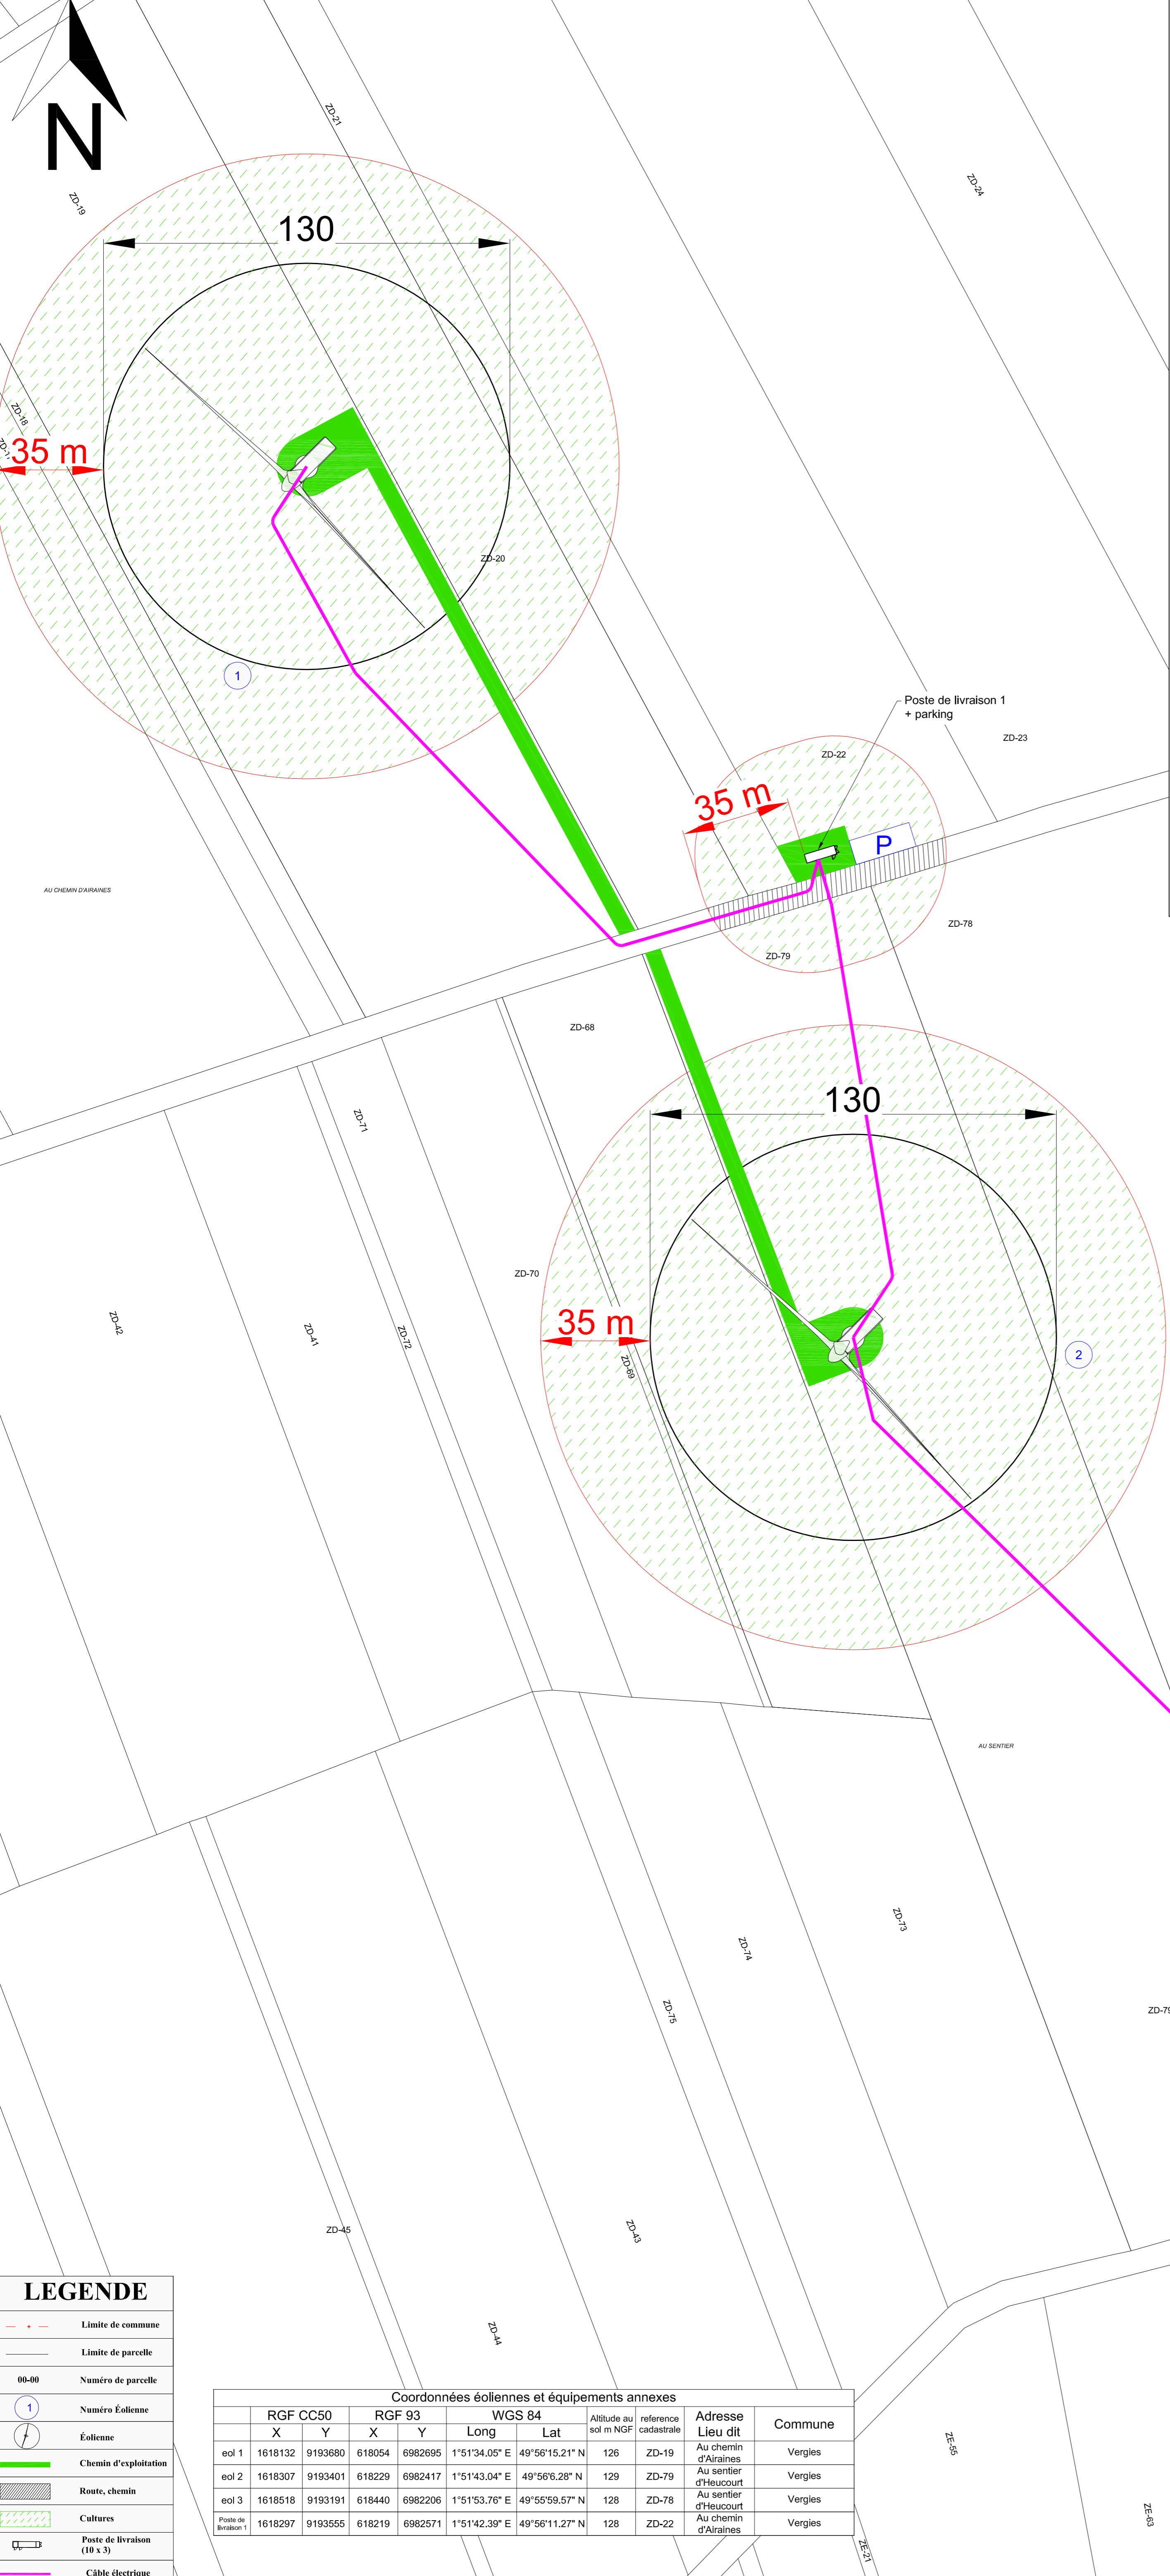 N
ZD-21
ZD-24
ZD-19
130
ZD-18
35 m
ZD-20
1
Poste de livraison 1
+ parking
ZD-23
ZD-22
35 m
P
AU CHEMIN D'AIRAINES
ZD-78
ZD-79
ZD-68
130
ZD-71
ZD-70
ZD-42
ZD-41
ZD-72
35 m
ZD-69
2
AU SENTIER
ZD-73
ZD-74
ZD-75
ZD-79
ZD-45
ZD-43
ZD-44
ZE-55
ZE-63
ZE-21
LEGENDE
Limite de commune
Limite de parcelle
00-00 Numéro de parcelle
1 Numéro Éolienne
Éolienne
Chemin d'exploitation
Route, chemin
Cultures
Poste de livraison
(10 x 3)
Câble électrique
Coordonnées éoliennes et équipements annexes
RGF CC50 RGF 93 WGS 84 Altitude au sol m NGF reference cadastrale Adresse Lieu dit Commune
X Y X Y Long Lat
eol 1 1618132 9193680 618054 6982695 1°51'34.05" E 49°56'15.21" N 126 ZD-19 Au chemin d'Airaines Vergies
eol 2 1618307 9193401 618229 6982417 1°51'43.04" E 49°56'6.28" N 129 ZD-79 Au sentier d'Heucourt Vergies
eol 3 1618518 9193191 618440 6982206 1°51'53.76" E 49°55'59.57" N 128 ZD-78 Au sentier d'Heucourt Vergies
Poste de livraison 1 1618297 9193555 618219 6982571 1°51'42.39" E 49°56'11.27" N 128 ZD-22 Au chemin d'Airaines Vergies